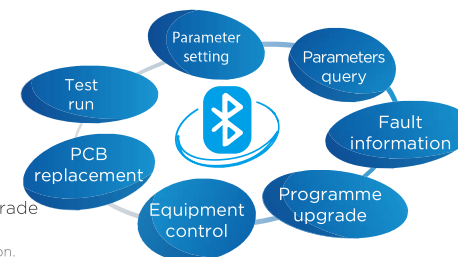 Parameter
setting
Parameters
query
Test
run
Fault
information
PCB
replacement
Programme
upgrade
Equipment
control
rade
on.